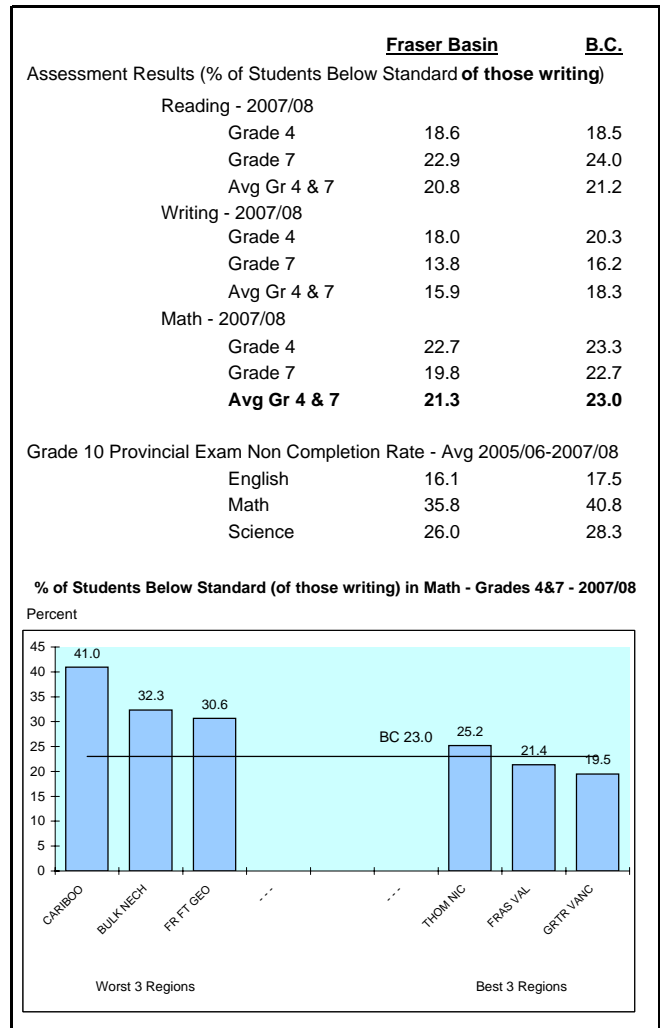 Fraser Basin B.C.
Assessment Results (% of Students Below Standard of those writing)
Reading - 2007/08
Grade 4 18.6 18.5
Grade 7 22.9 24.0
Avg Gr 4 & 7 20.8 21.2
Writing - 2007/08
Grade 4 18.0 20.3
Grade 7 13.8 16.2
Avg Gr 4 & 7 15.9 18.3
Math - 2007/08
Grade 4 22.7 23.3
Grade 7 19.8 22.7
Avg Gr 4 & 7 21.3 23.0
Grade 10 Provincial Exam Non Completion Rate - Avg 2005/06-2007/08
English 16.1 17.5
Math 35.8 40.8
Science 26.0 28.3
% of Students Below Standard (of those writing) in Math - Grades 4&7 - 2007/08
Percent
45
40
35
30
25
20
15
10
5
0
41.0
32.3
30.6
BC 23.0
25.2
21.4
19.5
CARIBOO
BULK NECH
FR FT GEO
- - -
- - -
THOM NIC
FRAS VAL
GRTR VANC
Worst 3 Regions Best 3 Regions